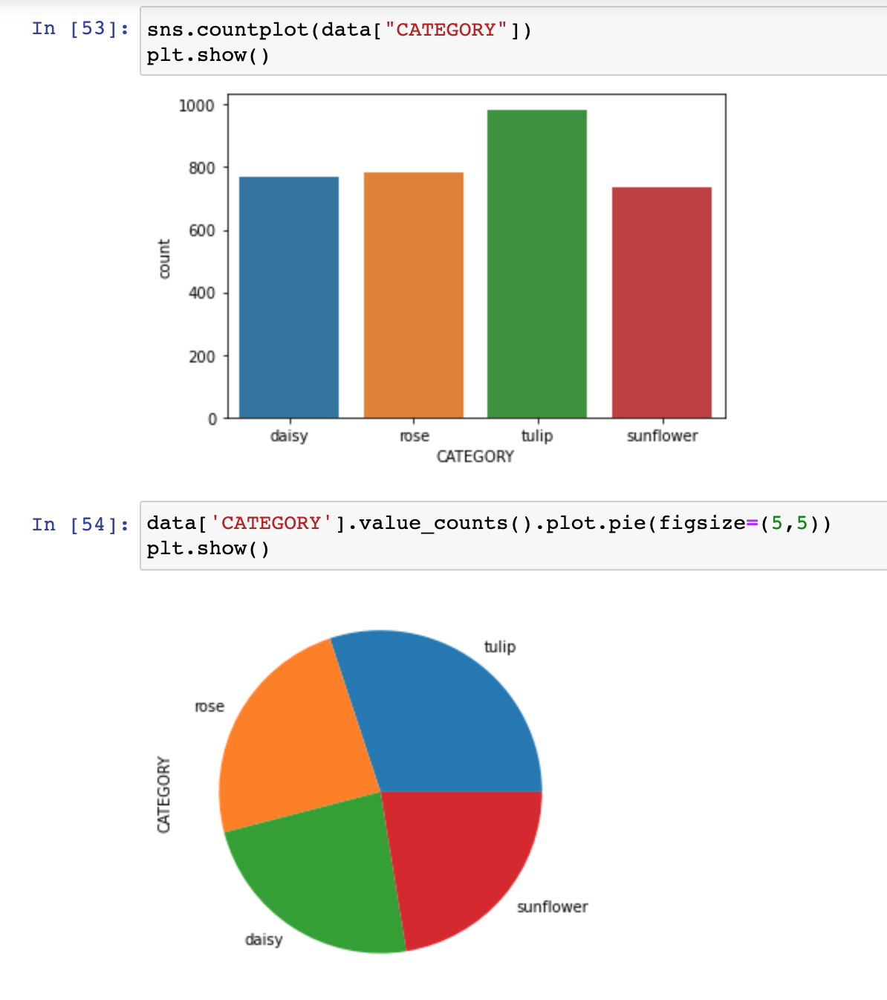 In [53]: sns.countplot(data["CATEGORY"])
plt.show()
1000
800
600
400
200
0
count
daisy rose tulip sunflower
CATEGORY
In [54]: data['CATEGORY'].value_counts().plot.pie(figsize=(5,5))
plt.show()
tulip
rose
CATEGORY
sunflower
daisy